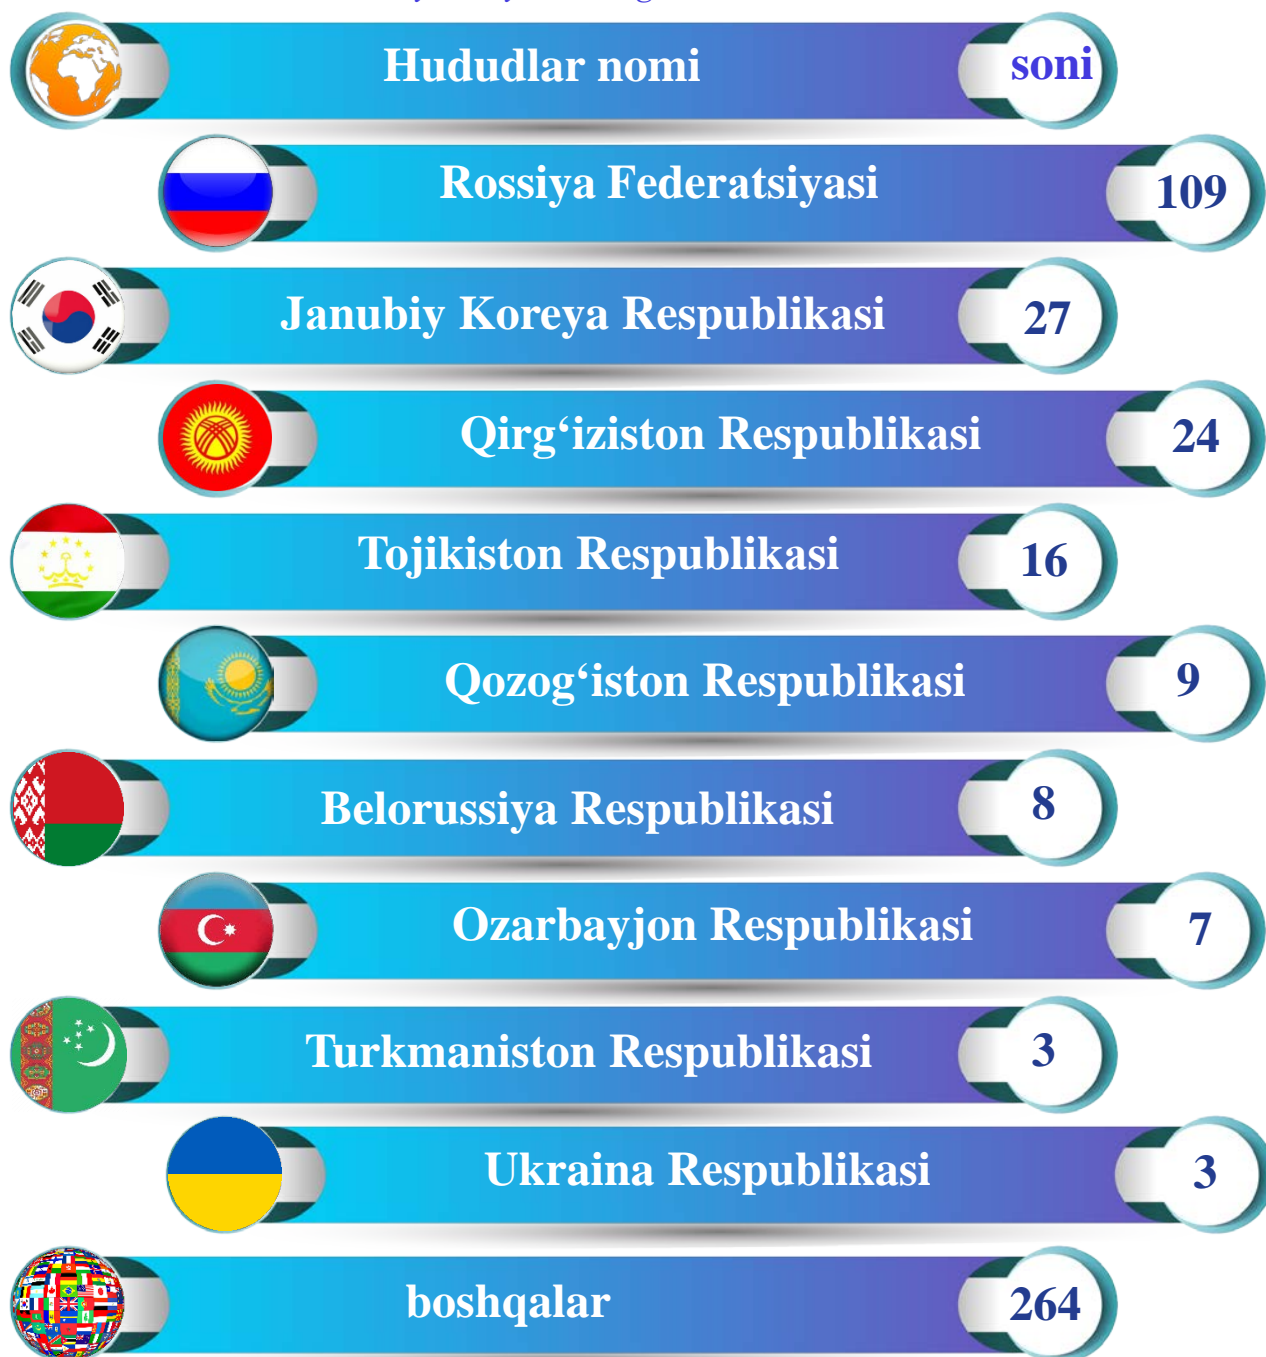 Hududlar nomi soni
Rossiya Federatsiyasi 109
Janubiy Koreya Respublikasi 27
Qirg‘iziston Respublikasi 24
Tojikiston Respublikasi 16
Qozog‘iston Respublikasi 9
Belorussiya Respublikasi 8
Ozarbayjon Respublikasi 7
Turkmaniston Respublikasi 3
Ukraina Respublikasi 3
boshqalar 264